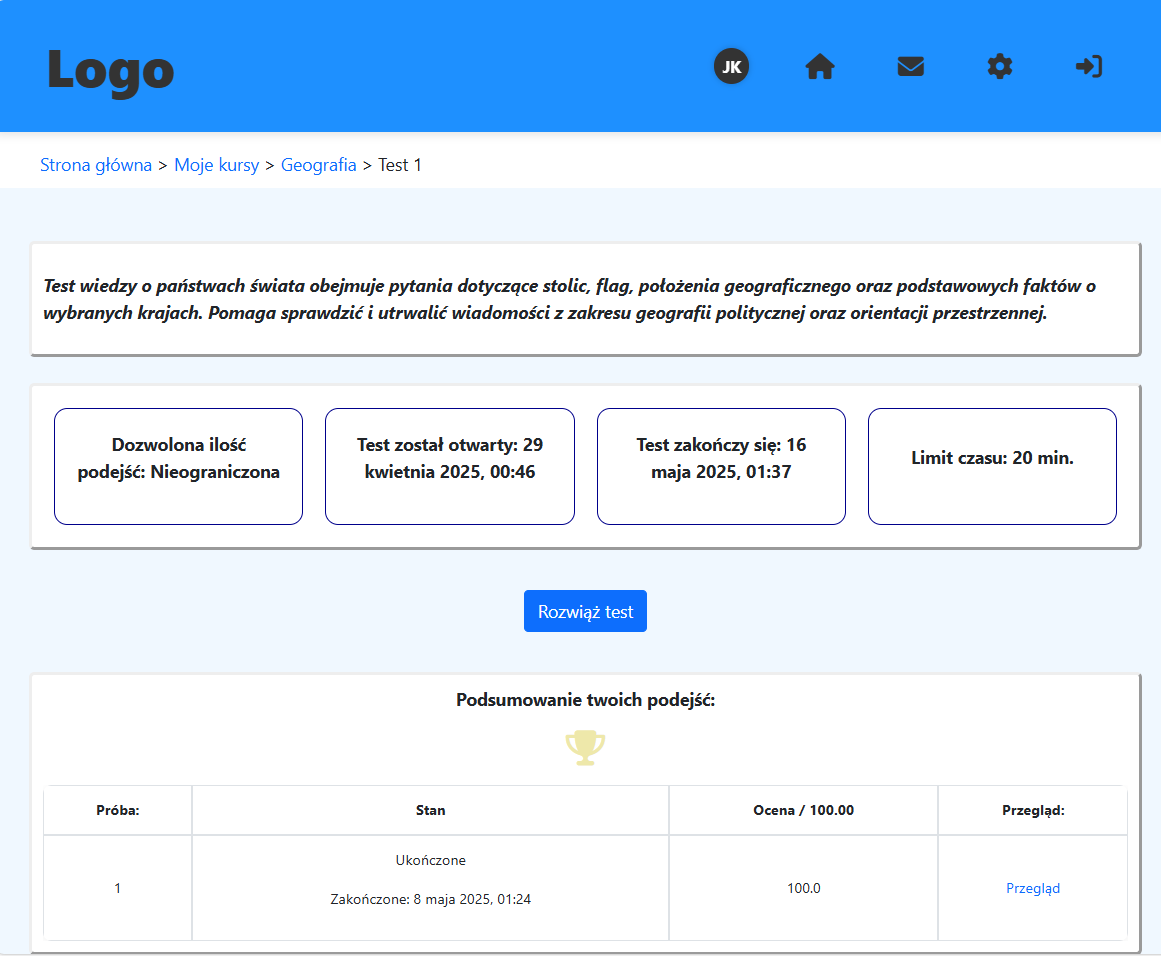 Logo
JK
Strona główna > Moje kursy > Geografia > Test 1
Test wiedzy o państwach świata obejmuje pytania dotyczące stolic, flag, położenia geograficznego oraz podstawowych faktów o
wybranych krajach. Pomaga sprawdzić i utrwalić wiadomości z zakresu geografii politycznej oraz orientacji przestrzennej.
Dozwolona ilość
podejść: Nieograniczona
Test został otwarty: 29
kwietnia 2025, 00:46
Test zakończy się: 16
maja 2025, 01:37
Limit czasu: 20 min.
Rozwiąż test
Podsumowanie twoich podejść:
Próba: Stan Ocena / 100.00 Przegląd:
Ukończone
1 100.0 Przegląd
Zakończone: 8 maja 2025, 01:24